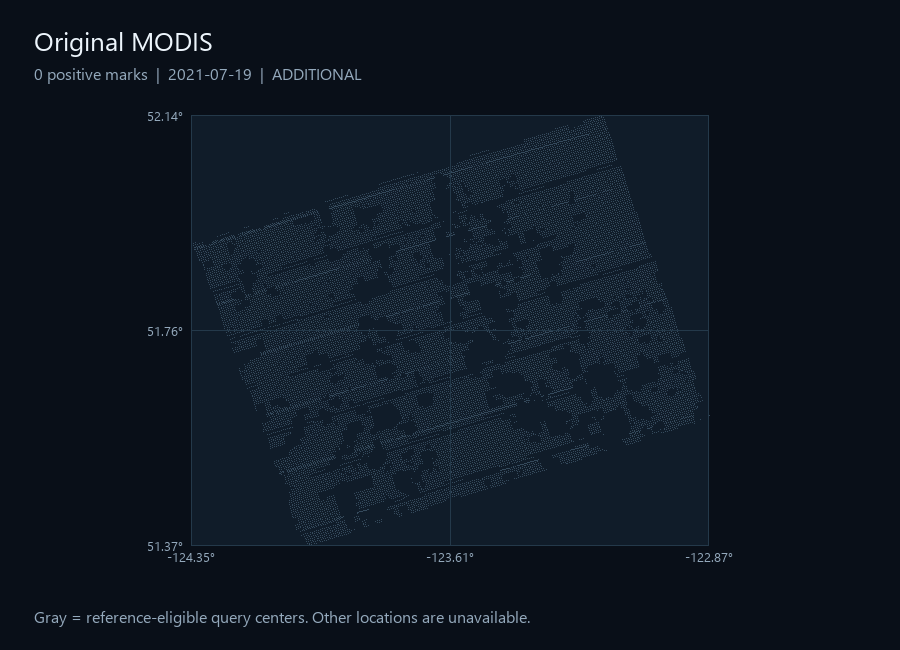 Original MODIS
0 positive marks | 2021-07-19 | ADDITIONAL
52.14°
51.76°
51.37°
-124.35°
-123.61°
-122.87°
Gray = reference-eligible query centers. Other locations are unavailable.